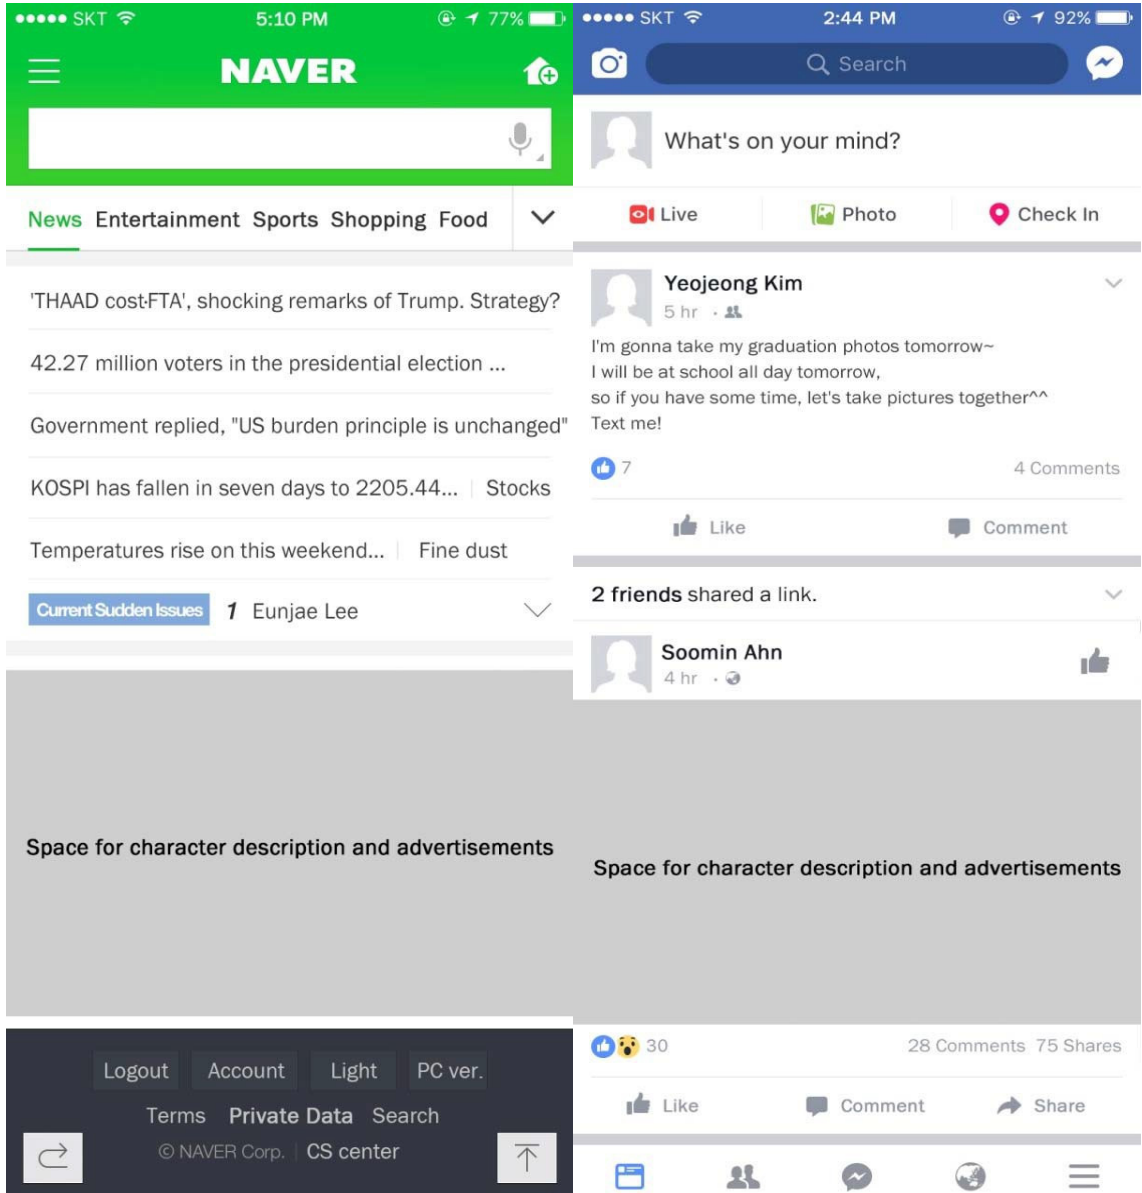 SKT 5:10 PM 77%
NAVER
News Entertainment Sports Shopping Food
'THAAD cost-FTA', shocking remarks of Trump. Strategy?
42.27 million voters in the presidential election ...
Government replied, "US burden principle is unchanged"
KOSPI has fallen in seven days to 2205.44... | Stocks
Temperatures rise on this weekend... | Fine dust
Current Sudden Issues 1 Eunjae Lee
Space for character description and advertisements
Logout Account Light PC ver.
Terms Private Data Search
© NAVER Corp. | CS center
SKT 2:44 PM 92%
Search
What's on your mind?
Live Photo Check In
Yeojeong Kim
5 hr ·
I'm gonna take my graduation photos tomorrow~
I will be at school all day tomorrow,
so if you have some time, let's take pictures together^^
Text me!
7 4 Comments
Like Comment
2 friends shared a link.
Soomin Ahn
4 hr ·
Space for character description and advertisements
30 28 Comments 75 Shares
Like Comment Share